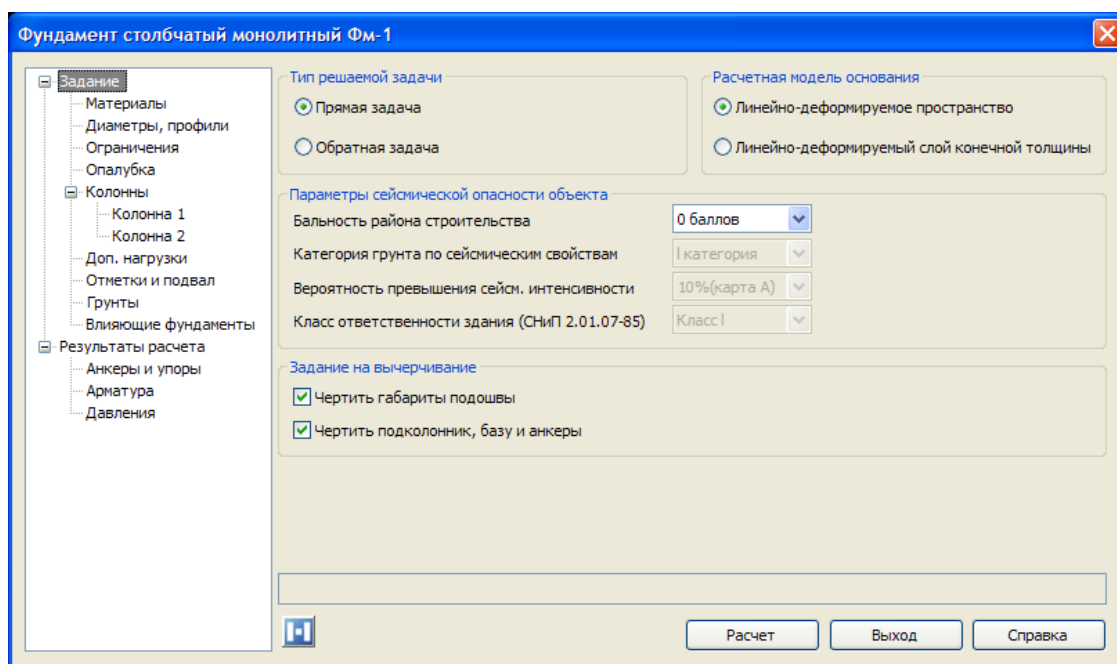 Фундамент столбчатый монолитный Фм-1
Задание
Материалы
Диаметры, профили
Ограничения
Опалубка
Колонны
Колонна 1
Колонна 2
Доп. нагрузки
Отметки и подвал
Грунты
Влияющие фундаменты
Результаты расчета
Анкеры и упоры
Арматура
Давления
Тип решаемой задачи
Прямая задача
Обратная задача
Расчетная модель основания
Линейно-деформируемое пространство
Линейно-деформируемый слой конечной толщины
Параметры сейсмической опасности объекта
Бальность района строительства
0 баллов
Категория грунта по сейсмическим свойствам
I категория
Вероятность превышения сейсм. интенсивности
10%(карта А)
Класс ответственности здания (СНиП 2.01.07-85)
Класс I
Задание на вычерчивание
Чертить габариты подошвы
Чертить подколонник, базу и анкеры
Расчет
Выход
Справка